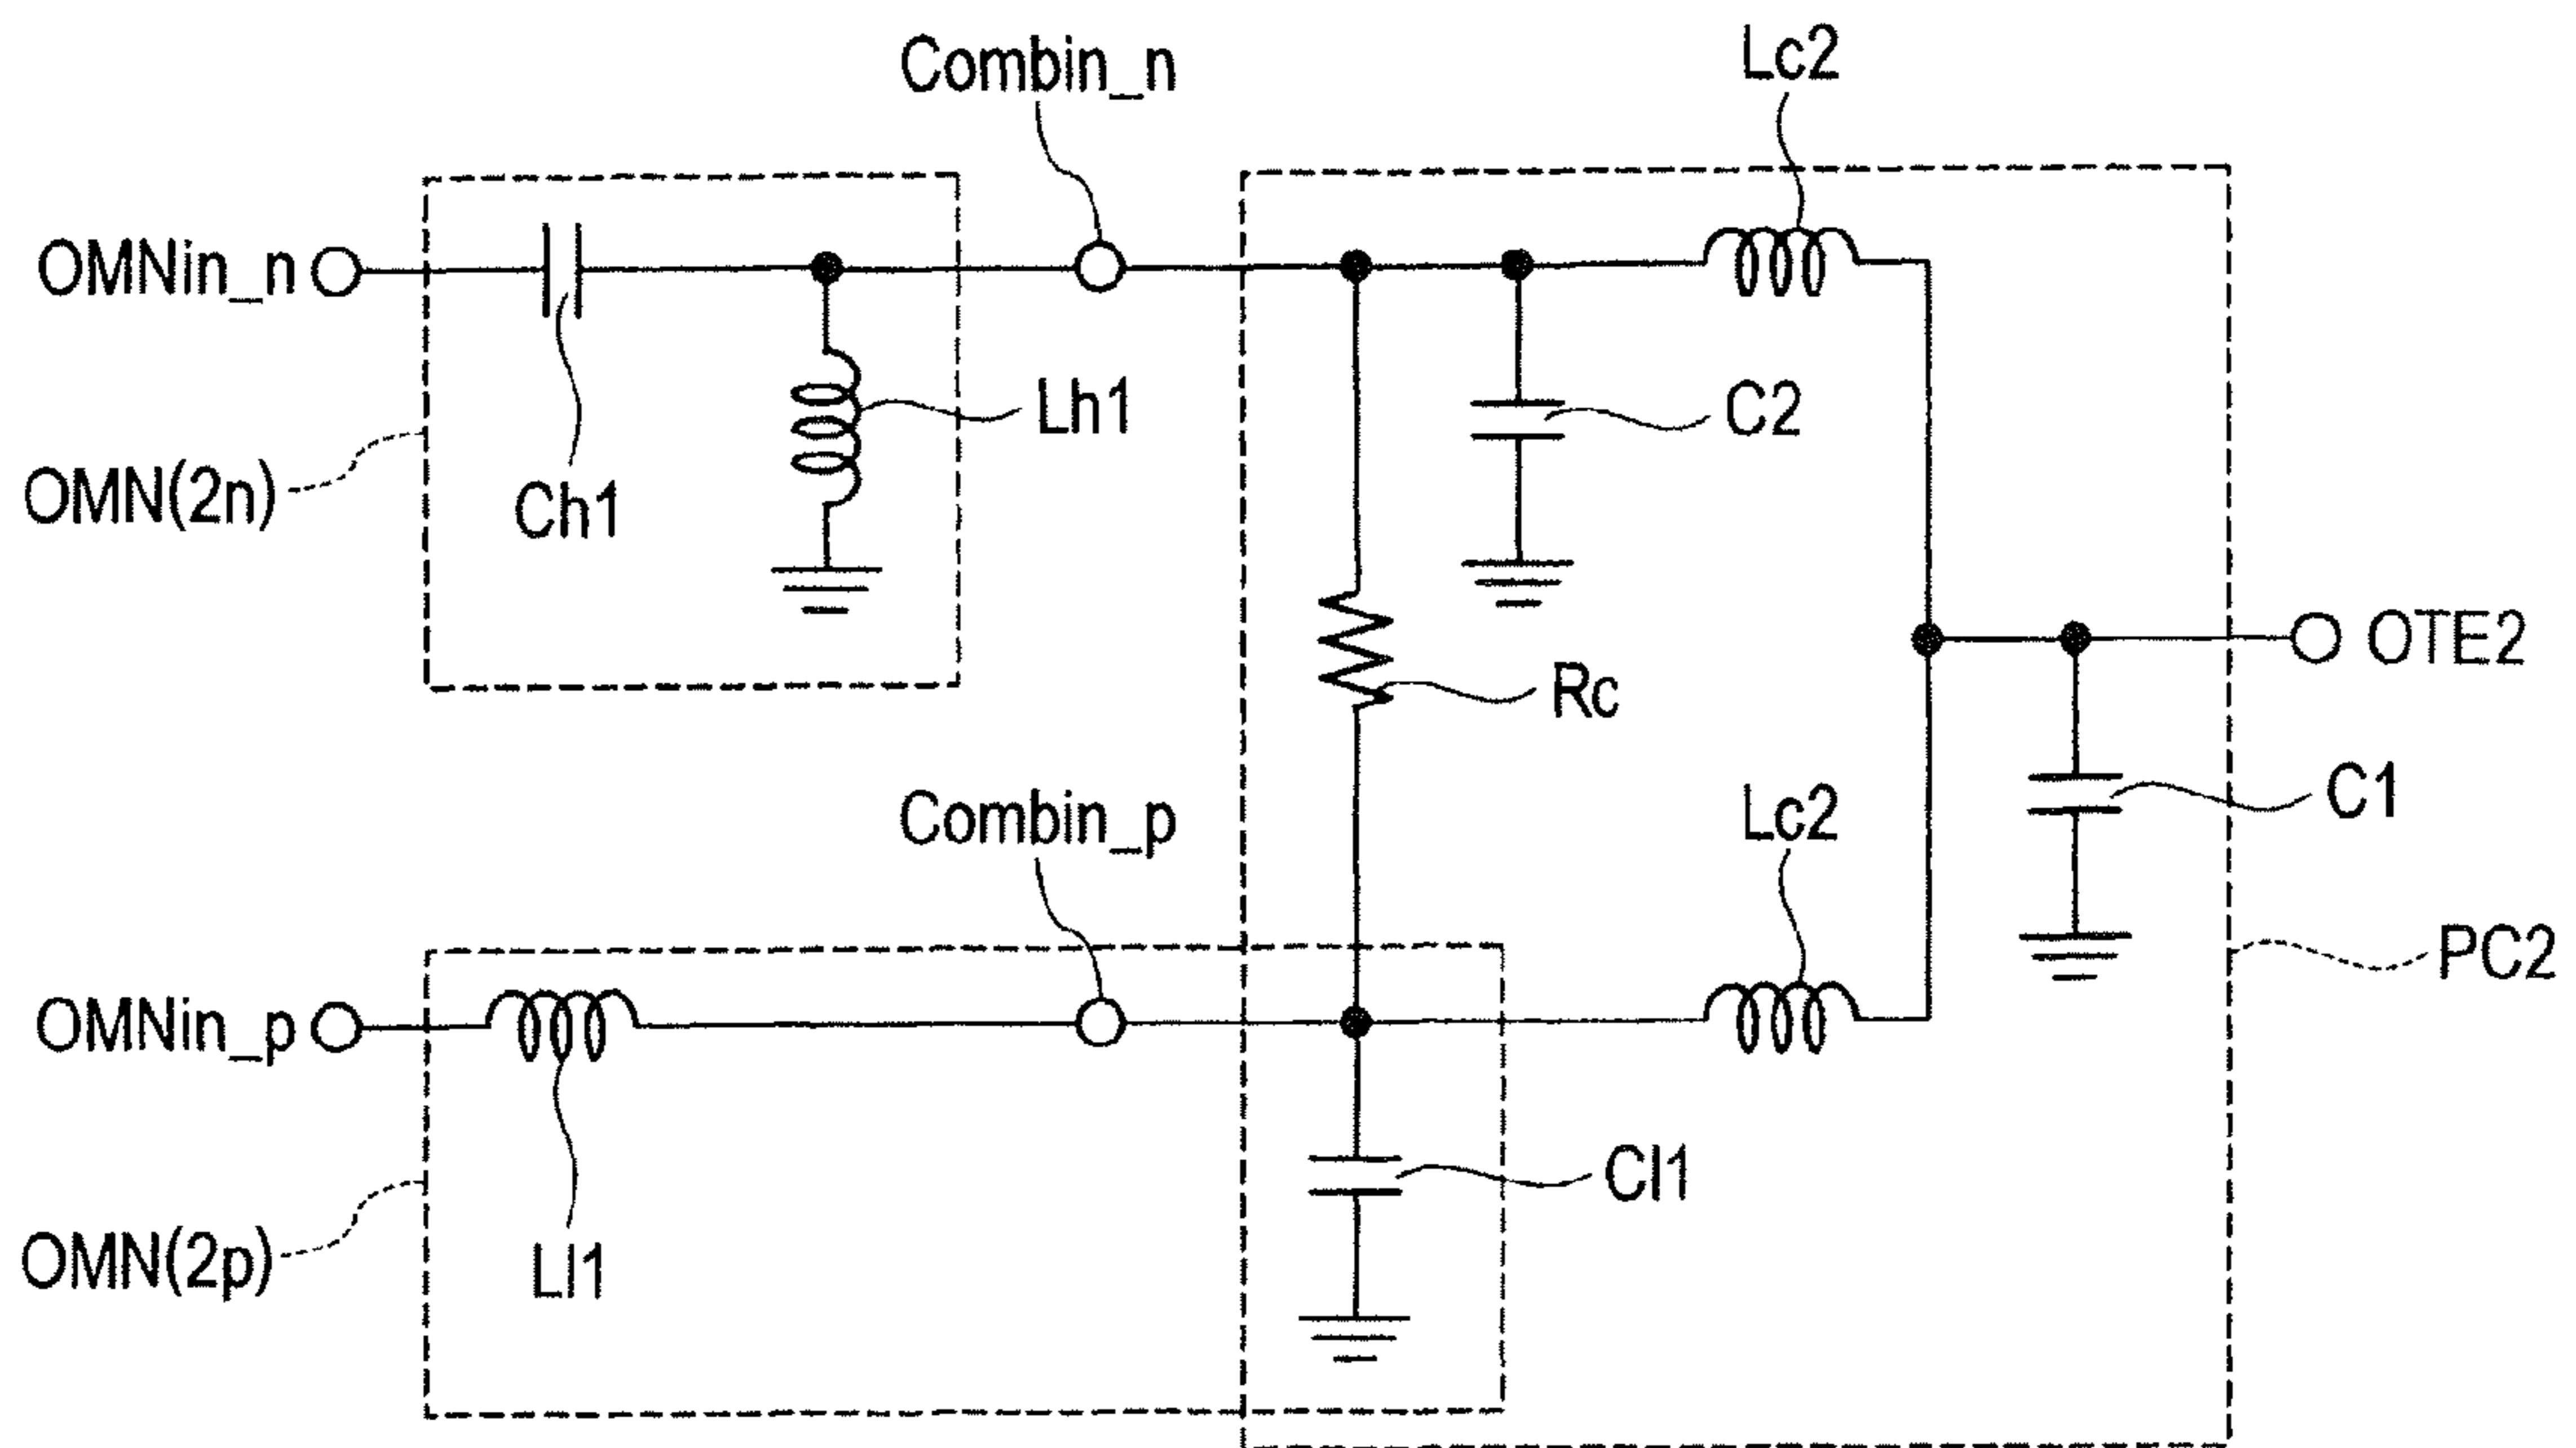 Lc2
Combin_n
OMNin_n
Lh1
C2
OMN(2n)
Ch1
OTE2
Rc
Combin_p
Lc2
C1
PC2
OMNin_p
Cl1
OMN(2p)
Ll1